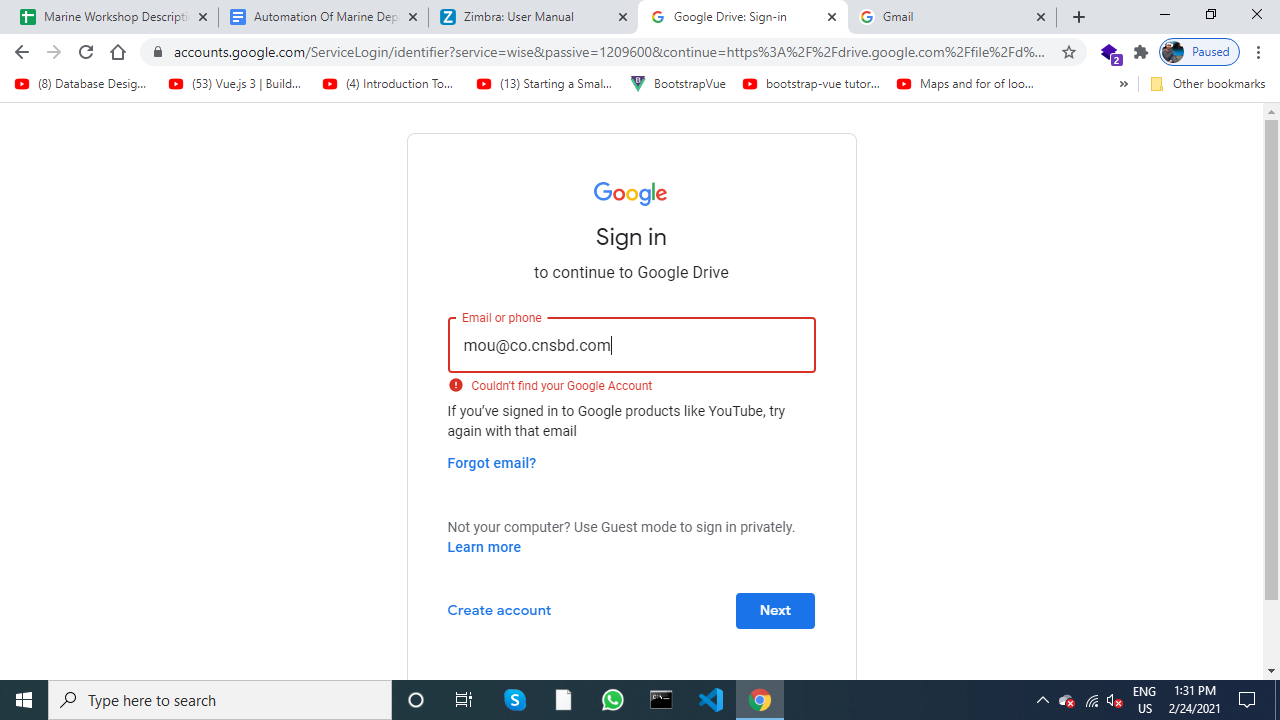 Marine Workshop Descripti
Automation Of Marine Dep
Zimbra: User Manual
Google Drive: Sign-in
Gmail
accounts.google.com/ServiceLogin/identifier?service=wise&passive=1209600&continue=https%3A%2F%2Fdrive.google.com%2Ffile%2Fd%...
2
Paused
(8) Database Desig...
(53) Vue.js 3 | Build...
(4) Introduction To...
(13) Starting a Smal...
BootstrapVue
bootstrap-vue tutor...
Maps and for of loo...
»
Other bookmarks
Google
Sign in
to continue to Google Drive
Email or phone
mou@co.cnsbd.com
Couldn't find your Google Account
If you've signed in to Google products like YouTube, try
again with that email
Forgot email?
Not your computer? Use Guest mode to sign in privately.
Learn more
Create account
Next
Type here to search
ENG
US
1:31 PM
2/24/2021